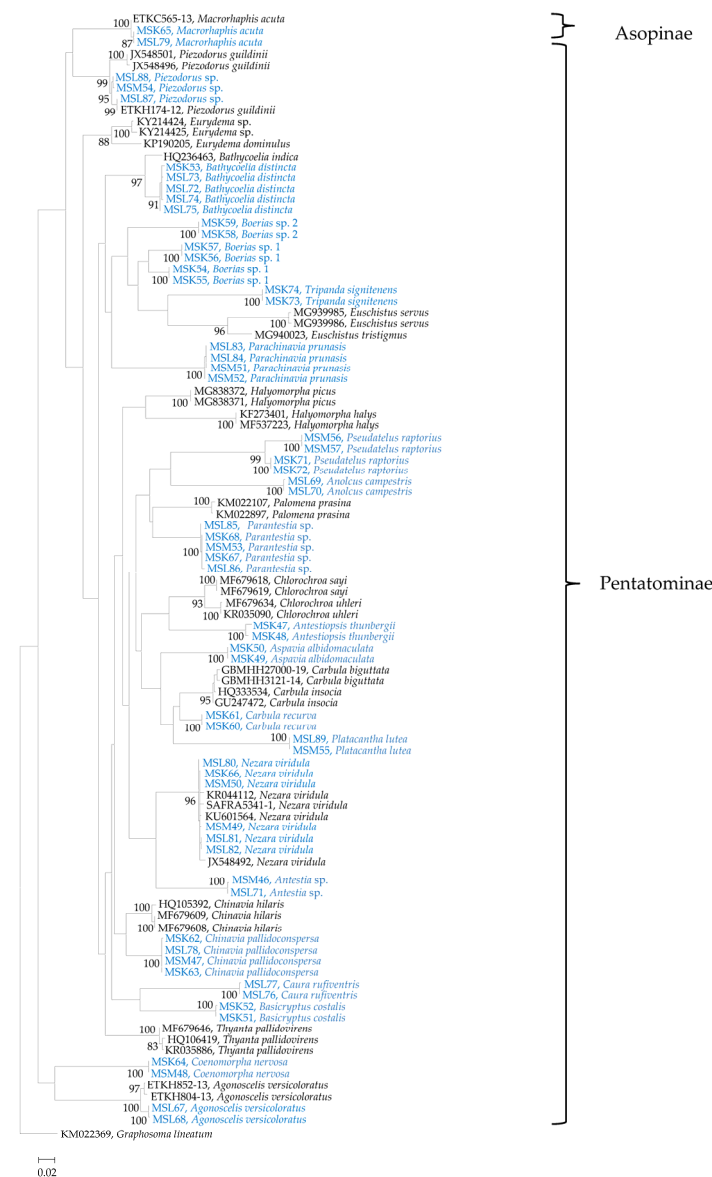 ETKC565-13, Macrorhaphis acuta
100
MSK65, Macrorhaphis acuta
Asopinae
MSL79, Macrorhaphis acuta
87
100
JX548501, Piezodorus guildinii
JX548496, Piezodorus guildinii
MSL88, Piezodorus sp.
99
MSM54, Piezodorus sp.
95
MSL87, Piezodorus sp.
99
ETKH174-12, Piezodorus guildinii
KY214424, Eurydema sp.
100
KY214425, Eurydema sp.
88
KP190205, Eurydema dominulus
HQ236463, Bathycoelia indica
MSK53, Bathycoelia distincta
97
MSL73, Bathycoelia distincta
MSL72, Bathycoelia distincta
MSL74, Bathycoelia distincta
91
MSL75, Bathycoelia distincta
MSK59, Boerias sp. 2
100
MSK58, Boerias sp. 2
MSK57, Boerias sp. 1
100
MSK56, Boerias sp. 1
MSK54, Boerias sp. 1
100
MSK55, Boerias sp. 1
MSK74, Tripanda signitenens
100
MSK73, Tripanda signitenens
MG939985, Euschistus servus
100
MG939986, Euschistus servus
96
MG940023, Euschistus tristigmus
MSL83, Parachinavia prunasis
MSL84, Parachinavia prunasis
MSM51, Parachinavia prunasis
100
MSM52, Parachinavia prunasis
MG838372, Halyomorpha picus
100
MG838371, Halyomorpha picus
KF273401, Halyomorpha halys
100
MF537223, Halyomorpha halys
MSM56, Pseudatelus raptorius
100
MSM57, Pseudatelus raptorius
99
MSK71, Pseudatelus raptorius
100
MSK72, Pseudatelus raptorius
MSL69, Anolcus campestris
100
MSL70, Anolcus campestris
100
KM022107, Palomena prasina
KM022897, Palomena prasina
MSL85, Parantestia sp.
MSK68, Parantestia sp.
100
MSM53, Parantestia sp.
MSK67, Parantestia sp.
MSL86, Parantestia sp.
100
MF679618, Chlorochroa sayi
Pentatominae
MF679619, Chlorochroa sayi
93
MF679634, Chlorochroa uhleri
100
KR035090, Chlorochroa uhleri
MSK47, Antestiopsis thunbergii
100
MSK48, Antestiopsis thunbergii
MSK50, Aspavia albidomaculata
100
MSK49, Aspavia albidomaculata
GBMHH27000-19, Carbula biguttata
GBMHH3121-14, Carbula biguttata
HQ333534, Carbula insocia
95
GU247472, Carbula insocia
MSK61, Carbula recurva
100
MSK60, Carbula recurva
100
MSL89, Platacantha lutea
MSM55, Platacantha lutea
MSL80, Nezara viridula
MSK66, Nezara viridula
MSM50, Nezara viridula
96
KR044112, Nezara viridula
SAFRA5341-1, Nezara viridula
KU601564, Nezara viridula
MSM49, Nezara viridula
MSL81, Nezara viridula
MSL82, Nezara viridula
JX548492, Nezara viridula
100
MSM46, Antestia sp.
MSL71, Antestia sp.
HQ105392, Chinavia hilaris
100
MF679609, Chinavia hilaris
100
MF679608, Chinavia hilaris
MSK62, Chinavia pallidoconspersa
MSL78, Chinavia pallidoconspersa
100
MSM47, Chinavia pallidoconspersa
MSK63, Chinavia pallidoconspersa
MSL77, Caura rufiventris
100
MSL76, Caura rufiventris
100
MSK52, Basicryptus costalis
MSK51, Basicryptus costalis
100
MF679646, Thyanta pallidovirens
HQ106419, Thyanta pallidovirens
83
KR035886, Thyanta pallidovirens
MSK64, Coenomorpha nervosa
100
MSM48, Coenomorpha nervosa
97
ETKH852-13, Agonoscelis versicoloratus
ETKH804-13, Agonoscelis versicoloratus
100
MSL67, Agonoscelis versicoloratus
100
MSL68, Agonoscelis versicoloratus
KM022369, Graphosoma lineatum
0.02